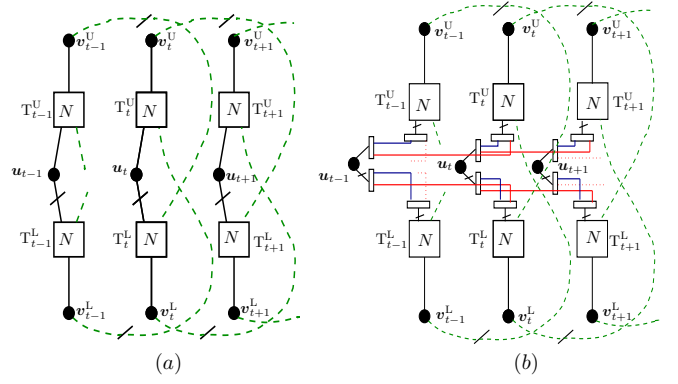 v_{t-1}^U v_t^U v_{t+1}^U
T_{t-1}^U N T_t^U N N T_{t+1}^U
u_{t-1} u_t u_{t+1}
T_{t-1}^L N T_t^L N N T_{t+1}^L
v_{t-1}^L v_t^L v_{t+1}^L
(a)
v_{t-1}^U v_t^U v_{t+1}^U
T_{t-1}^U N T_t^U N T_{t+1}^U N
u_{t-1} u_t u_{t+1}
T_{t-1}^L N T_t^L N T_{t+1}^L N
v_{t-1}^L v_t^L v_{t+1}^L
(b)